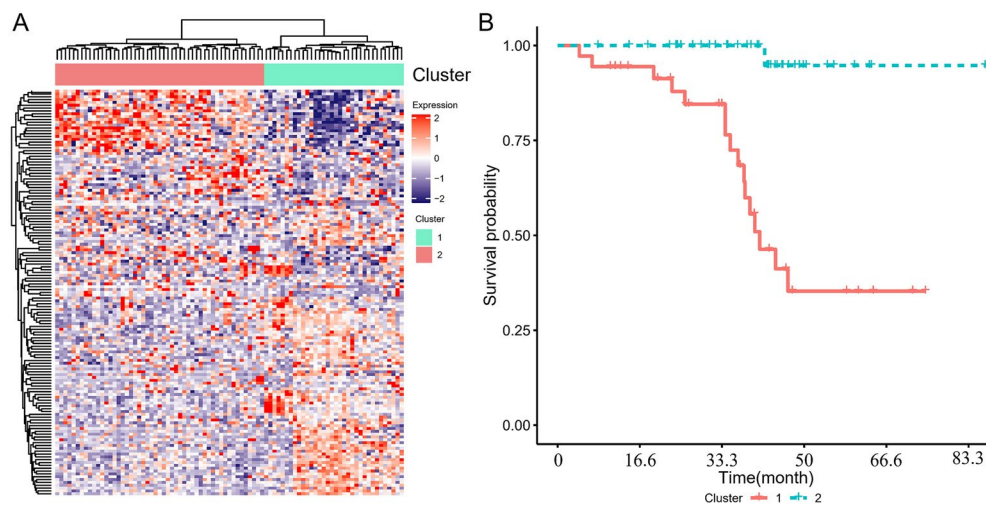 A
Cluster
Expression
2
1
0
−1
−2
Cluster
1
2
B
Survival probability
1.00
0.75
0.50
0.25
0.00
0 16.6 33.3 50 66.6 83.3
Time(month)
Cluster 1 2